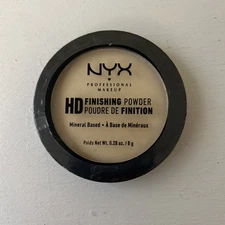 NYX
PROFESSIONAL
MAKEUP
HD FINISHING POWDER
POUDRE DE FINITION
Mineral Based • À Base de Minéraux
Poids Net Wt. 0.28 oz. / 8 g